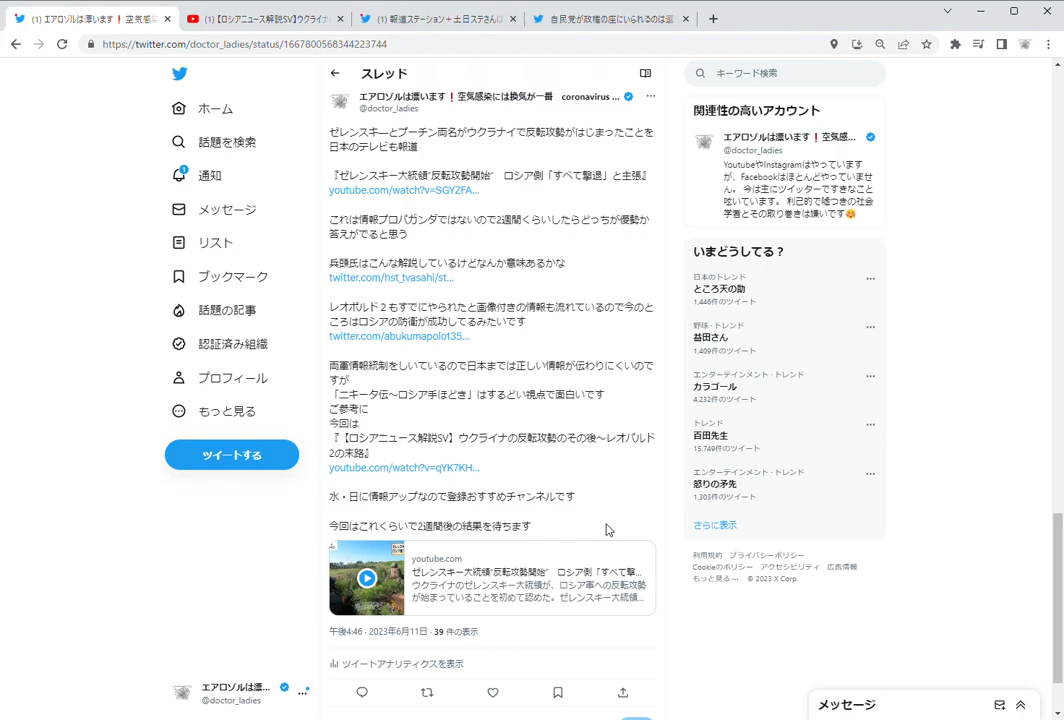 (1) エアロゾルは漂います❗空気感染
(1)【ロシアニュース解説SV】ウクライナ
(1) 報道ステーション＋土日ステさんは
自民党が政権の座にいられるのは選
https://twitter.com/doctor_ladies/status/1667800568344223744
ホーム
話題を検索
1
通知
メッセージ
リスト
ブックマーク
話題の記事
認証済み組織
プロフィール
もっと見る
ツイートする
エアロゾルは漂...
@doctor_ladies
スレッド
エアロゾルは漂います❗空気感染には換気が一番　coronavirus ...
@doctor_ladies
ゼレンスキーとプーチン両名がウクライナで反転攻勢がはじまったことを
日本のテレビも報道
『ゼレンスキー大統領“反転攻勢開始”　ロシア側「すべて撃退」と主張』
youtube.com/watch?v=SGYZFA...
これは情報プロパガンダではないので2週間くらいしたらどっちが優勢か
答えがでると思う
兵頭氏はこんな解説しているけどなんか意味あるかな
twitter.com/hst_tvasahi/st...
レオポルド２もすでにやられたと画像付きの情報も流れているので今のと
ころはロシアの防衛が成功してるみたいです
twitter.com/abukumapolo135...
両軍情報統制をしいているので日本までは正しい情報が伝わりにくいので
すが
「ニキータ伝～ロシア手ほどき」はするどい視点で面白いです
ご参考に
今回は
『【ロシアニュース解説SV】ウクライナの反転攻勢のその後～レオパルド
2の末路』
youtube.com/watch?v=qYK7KH...
水・日に情報アップなので登録おすすめチャンネルです
今回はこれくらいで2週間後の結果を待ちます
youtube.com
ゼレンスキー大統領“反転攻勢開始”　ロシア側「すべて撃...
ウクライナのゼレンスキー大統領が、ロシア軍への反転攻勢
が始まっていることを初めて認めた。ゼレンスキー大統領...
午後4:46 · 2023年6月11日 · 39 件の表示
ツイートアナリティクスを表示
キーワード検索
関連性の高いアカウント
エアロゾルは漂います❗空気感...
@doctor_ladies
YoutubeやInstagramはやっています
が、Facebookはほとんどやっていませ
ん。 今は主にツイッターですきなこと
呟いています。 利己的で嘘つきの社会
学者とその取り巻きは嫌いです🥰
いまどうしてる？
日本のトレンド
ところ天の助
1,446件のツイート
野球 · トレンド
益田さん
1,409件のツイート
エンターテインメント · トレンド
カラゴール
4,232件のツイート
トレンド
百田先生
15,749件のツイート
エンターテインメント · トレンド
怒りの矛先
1,303件のツイート
さらに表示
利用規約　プライバシーポリシー
Cookieのポリシー　アクセシビリティ　広告情報
もっと見る ···　© 2023 X Corp.
メッセージ